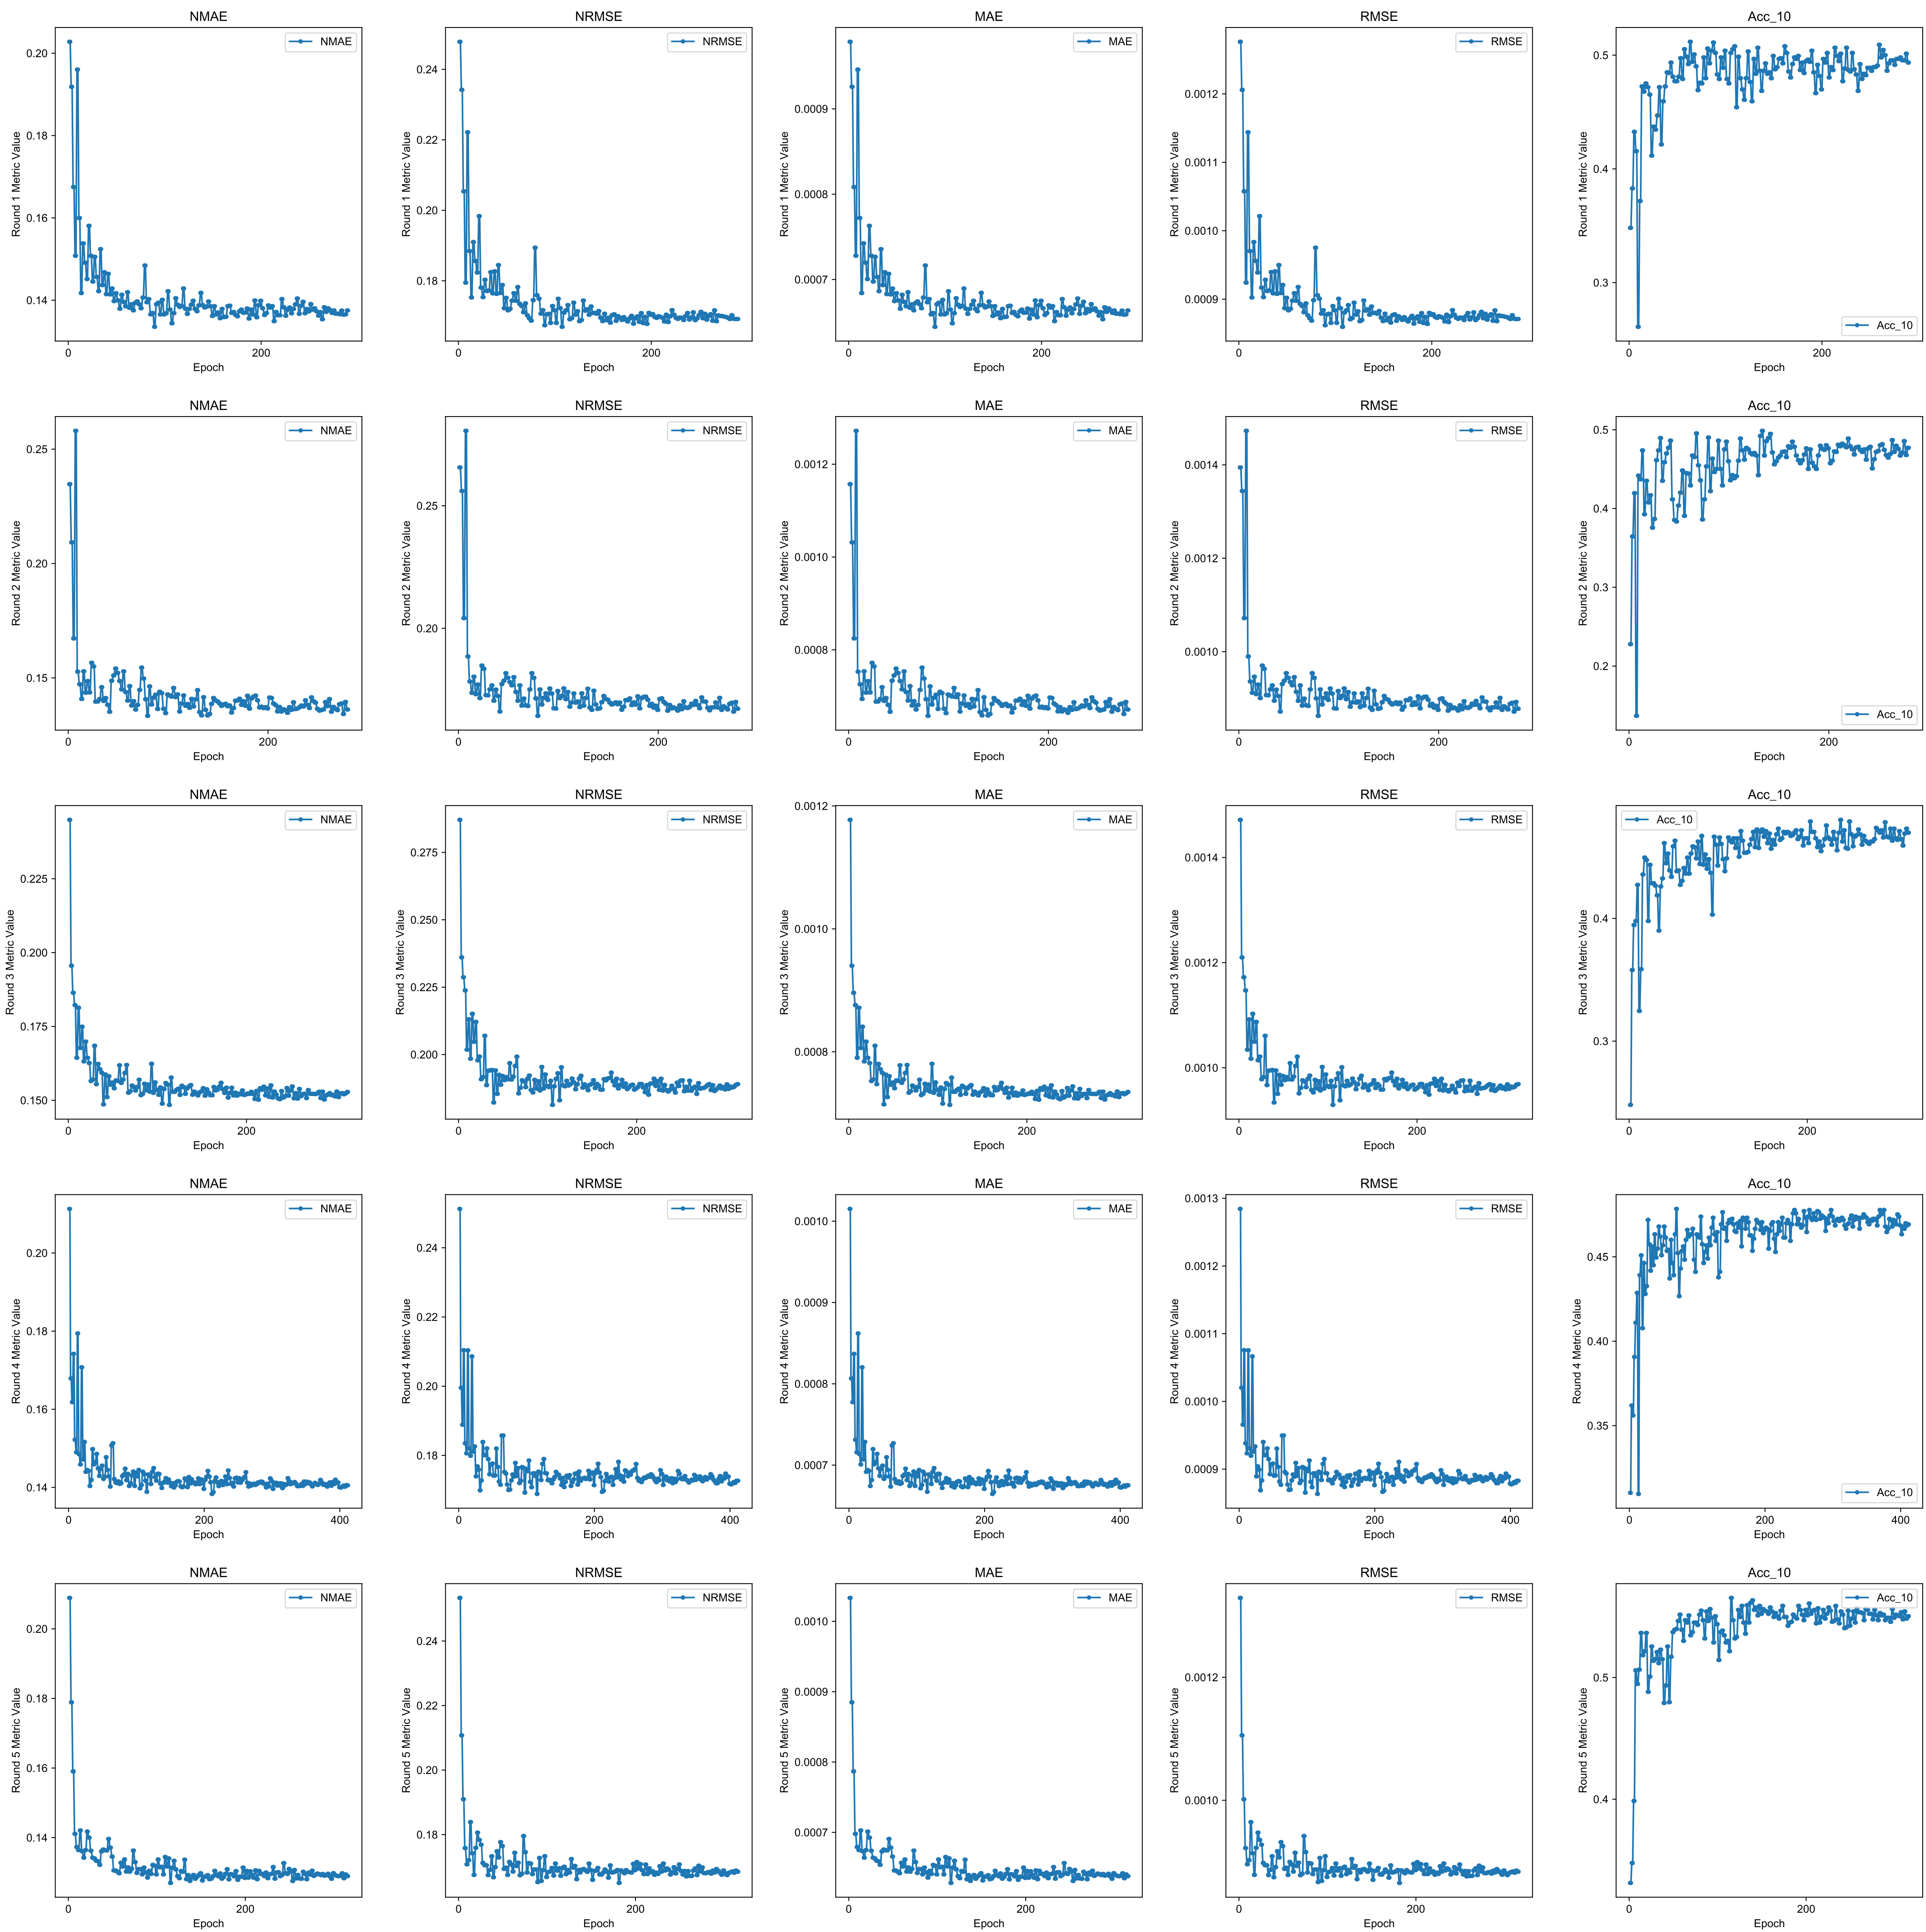 NMAE
NRMSE
MAE
RMSE
Acc_10
NMAE
NRMSE
MAE
RMSE
0.20
0.18
0.16
0.14
Round 1 Metric Value
0
200
Epoch
0.24
0.22
0.20
0.18
Round 1 Metric Value
0
200
Epoch
0.0009
0.0008
0.0007
Round 1 Metric Value
0
200
Epoch
0.0012
0.0011
0.0010
0.0009
Round 1 Metric Value
0
200
Epoch
0.5
0.4
0.3
Round 1 Metric Value
Acc_10
0
200
Epoch
NMAE
NRMSE
MAE
RMSE
Acc_10
NMAE
NRMSE
MAE
RMSE
0.25
0.20
0.15
Round 2 Metric Value
0
200
Epoch
0.25
0.20
Round 2 Metric Value
0
200
Epoch
0.0012
0.0010
0.0008
Round 2 Metric Value
0
200
Epoch
0.0014
0.0012
0.0010
Round 2 Metric Value
0
200
Epoch
0.5
0.4
0.3
0.2
Round 2 Metric Value
Acc_10
0
200
Epoch
NMAE
NRMSE
MAE
RMSE
Acc_10
NMAE
NRMSE
MAE
RMSE
Acc_10
0.225
0.200
0.175
0.150
Round 3 Metric Value
0
200
Epoch
0.275
0.250
0.225
0.200
Round 3 Metric Value
0
200
Epoch
0.0012
0.0010
0.0008
Round 3 Metric Value
0
200
Epoch
0.0014
0.0012
0.0010
Round 3 Metric Value
0
200
Epoch
0.4
0.3
Round 3 Metric Value
0
200
Epoch
NMAE
NRMSE
MAE
RMSE
Acc_10
NMAE
NRMSE
MAE
RMSE
0.20
0.18
0.16
0.14
Round 4 Metric Value
0
200
400
Epoch
0.24
0.22
0.20
0.18
Round 4 Metric Value
0
200
400
Epoch
0.0010
0.0009
0.0008
0.0007
Round 4 Metric Value
0
200
400
Epoch
0.0013
0.0012
0.0011
0.0010
0.0009
Round 4 Metric Value
0
200
400
Epoch
0.45
0.40
0.35
Round 4 Metric Value
Acc_10
0
200
400
Epoch
NMAE
NRMSE
MAE
RMSE
Acc_10
NMAE
NRMSE
MAE
RMSE
Acc_10
0.20
0.18
0.16
0.14
Round 5 Metric Value
0
200
Epoch
0.24
0.22
0.20
0.18
Round 5 Metric Value
0
200
Epoch
0.0010
0.0009
0.0008
0.0007
Round 5 Metric Value
0
200
Epoch
0.0012
0.0010
Round 5 Metric Value
0
200
Epoch
0.5
0.4
Round 5 Metric Value
0
200
Epoch